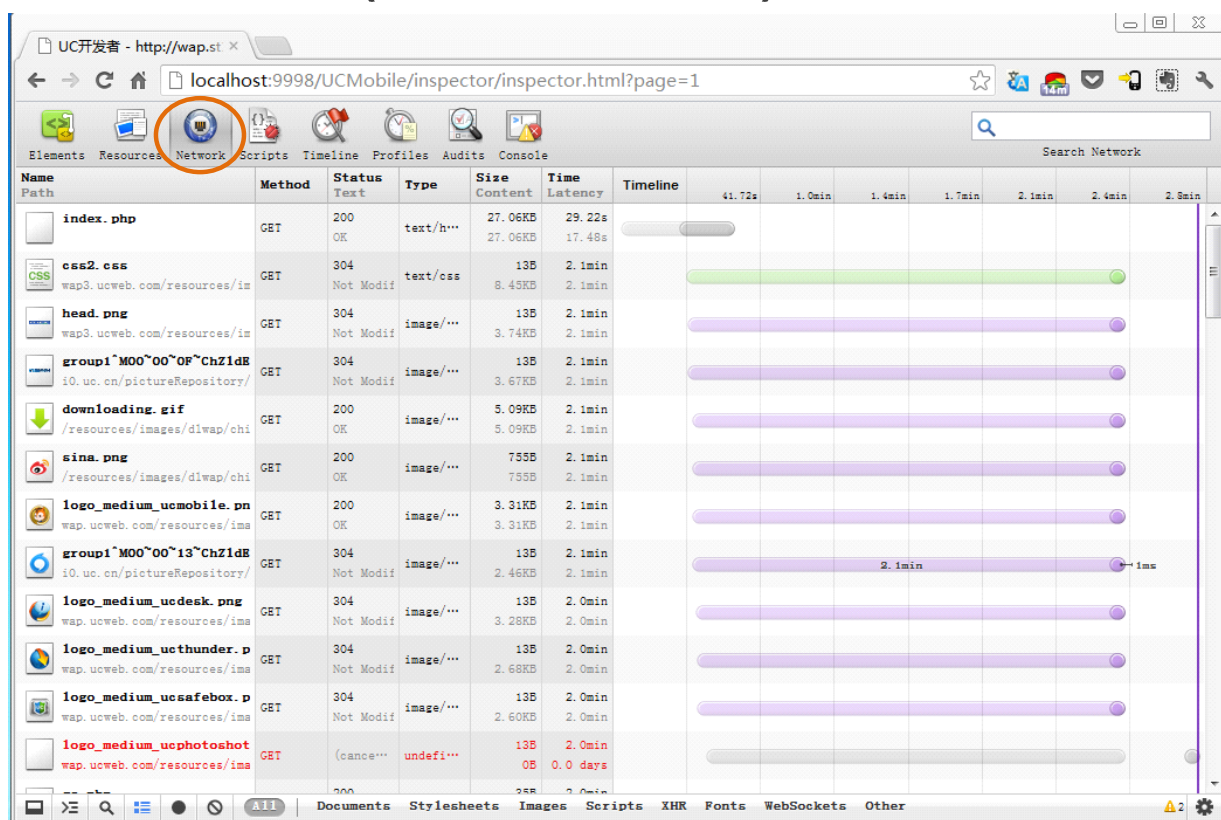 UC开发者 - http://wap.st
localhost:9998/UCMobile/inspector/inspector.html?page=1
14m
Elements Resources Network Scripts Timeline Profiles Audits Console
Search Network
Name Method Status Type Size Time Timeline
Path Text Content Latency
41.72s 1.0min 1.4min 1.7min 2.1min 2.4min 2.8min
index.php GET 200 text/h… 27.06KB 29.22s
OK 27.06KB 17.48s
css2.css GET 304 text/css 13B 2.1min
CSS wap3.ucweb.com/resources/im Not Modif 8.45KB 2.1min
head.png GET 304 image/… 13B 2.1min
wap3.ucweb.com/resources/im Not Modif 3.74KB 2.1min
group1^M00~00~0F~ChZ1dE GET 304 image/… 13B 2.1min
i0.uc.cn/pictureRepository/ Not Modif 3.67KB 2.1min
downloading.gif GET 200 image/… 5.09KB 2.1min
/resources/images/dlwap/chi OK 5.09KB 2.1min
sina.png GET 200 image/… 755B 2.1min
/resources/images/dlwap/chi OK 755B 2.1min
logo_medium_ucmobile.pn GET 200 image/… 3.31KB 2.1min
wap.ucweb.com/resources/ima OK 3.31KB 2.1min
group1^M00~00~13~ChZ1dE GET 304 image/… 13B 2.1min 2.1min 1ms
i0.uc.cn/pictureRepository/ Not Modif 2.46KB 2.1min
logo_medium_ucdesk.png GET 304 image/… 13B 2.0min
wap.ucweb.com/resources/ima Not Modif 3.28KB 2.0min
logo_medium_ucthunder.p GET 304 image/… 13B 2.0min
wap.ucweb.com/resources/ima Not Modif 2.68KB 2.0min
logo_medium_ucsafebox.p GET 304 image/… 13B 2.0min
wap.ucweb.com/resources/ima Not Modif 2.60KB 2.0min
logo_medium_ucphotoshot GET (cance… undefi… 13B 2.0min
wap.ucweb.com/resources/ima 0B 0.0 days
All Documents Stylesheets Images Scripts XHR Fonts WebSockets Other 2